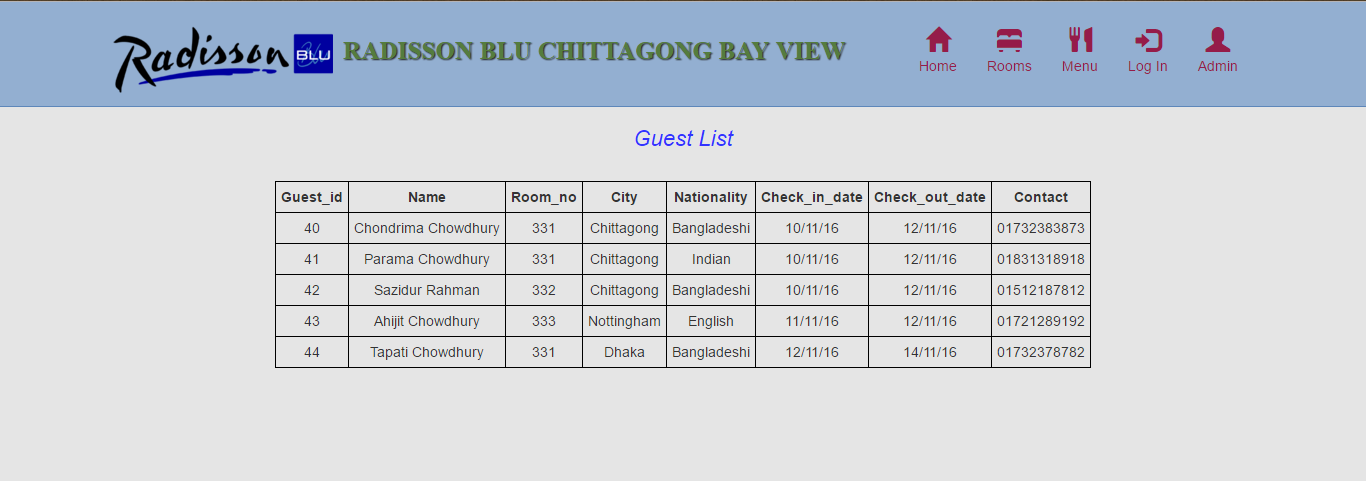 Radisson BLU RADISSON BLU CHITTAGONG BAY VIEW
Home Rooms Menu Log In Admin
Guest List
Guest_id Name Room_no City Nationality Check_in_date Check_out_date Contact
40 Chondrima Chowdhury 331 Chittagong Bangladeshi 10/11/16 12/11/16 01732383873
41 Parama Chowdhury 331 Chittagong Indian 10/11/16 12/11/16 01831318918
42 Sazidur Rahman 332 Chittagong Bangladeshi 10/11/16 12/11/16 01512187812
43 Ahijit Chowdhury 333 Nottingham English 11/11/16 12/11/16 01721289192
44 Tapati Chowdhury 331 Dhaka Bangladeshi 12/11/16 14/11/16 01732378782